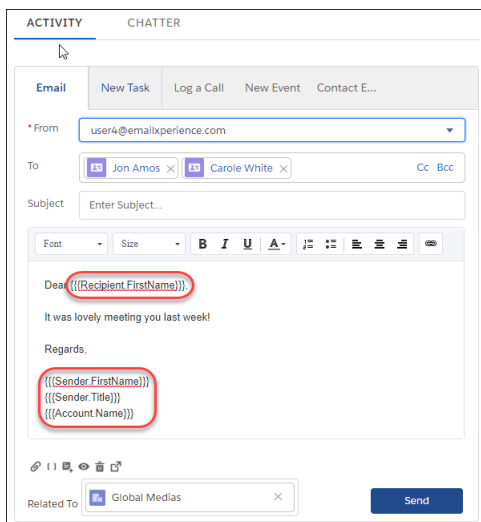 ACTIVITY CHATTER
Email New Task Log a Call New Event Contact E...
* From user4@emailxperience.com
To Jon Amos Carole White Cc Bcc
Subject Enter Subject...
Font Size B I U A
Dear {{{Recipient.FirstName}}},
It was lovely meeting you last week!
Regards,
{{{Sender.FirstName}}}
{{{Sender.Title}}}
{{{Account.Name}}}
Related To Global Medias Send